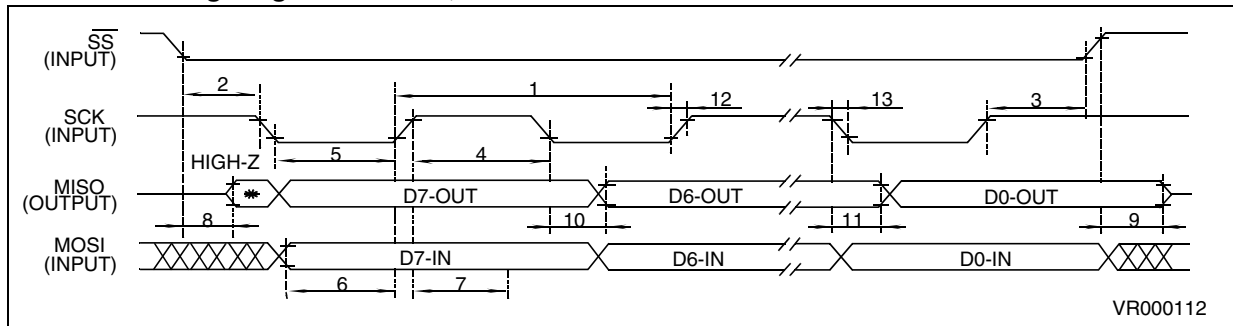 SS
(INPUT)
2
1
12
13
3
SCK
(INPUT)
HIGH-Z
5
4
MISO
(OUTPUT)
**
D7-OUT
D6-OUT
D0-OUT
8
10
11
9
MOSI
(INPUT)
D7-IN
D6-IN
D0-IN
6
7
VR000112